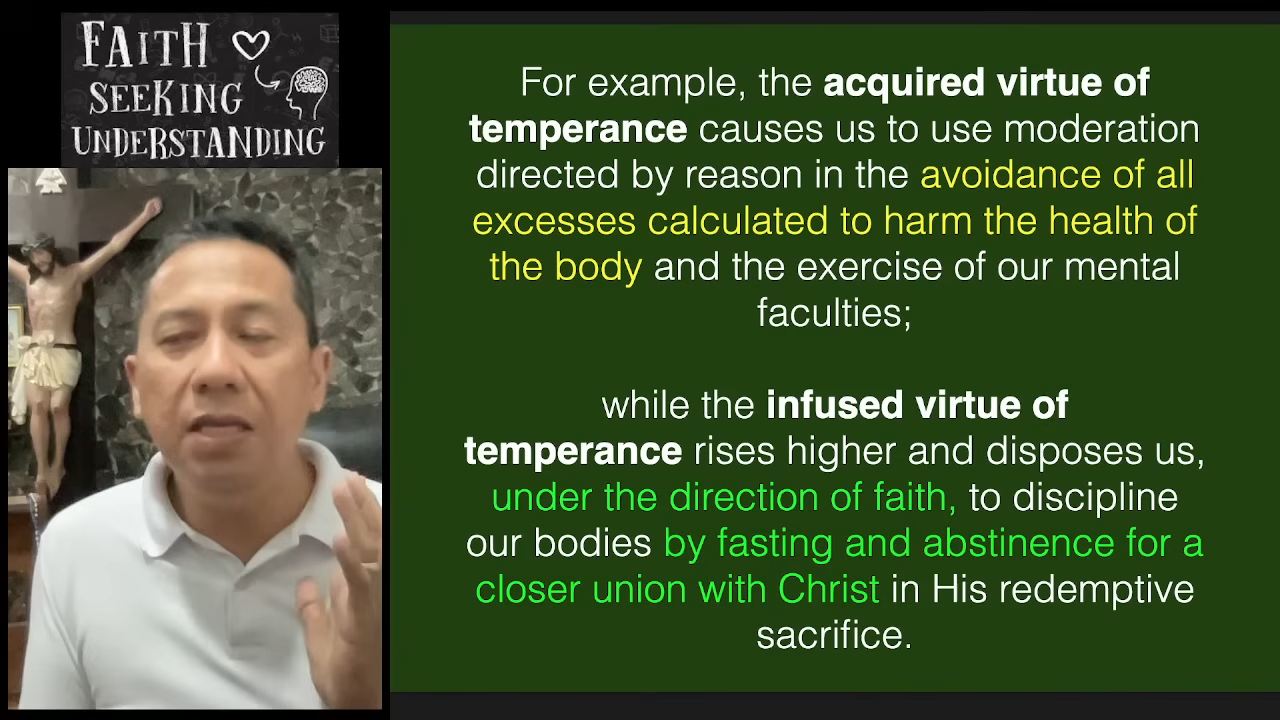 FAITH
SEEKING
UNDERSTANDING
For example, the acquired virtue of
temperance causes us to use moderation
directed by reason in the avoidance of all
excesses calculated to harm the health of
the body and the exercise of our mental
faculties;
while the infused virtue of
temperance rises higher and disposes us,
under the direction of faith, to discipline
our bodies by fasting and abstinence for a
closer union with Christ in His redemptive
sacrifice.